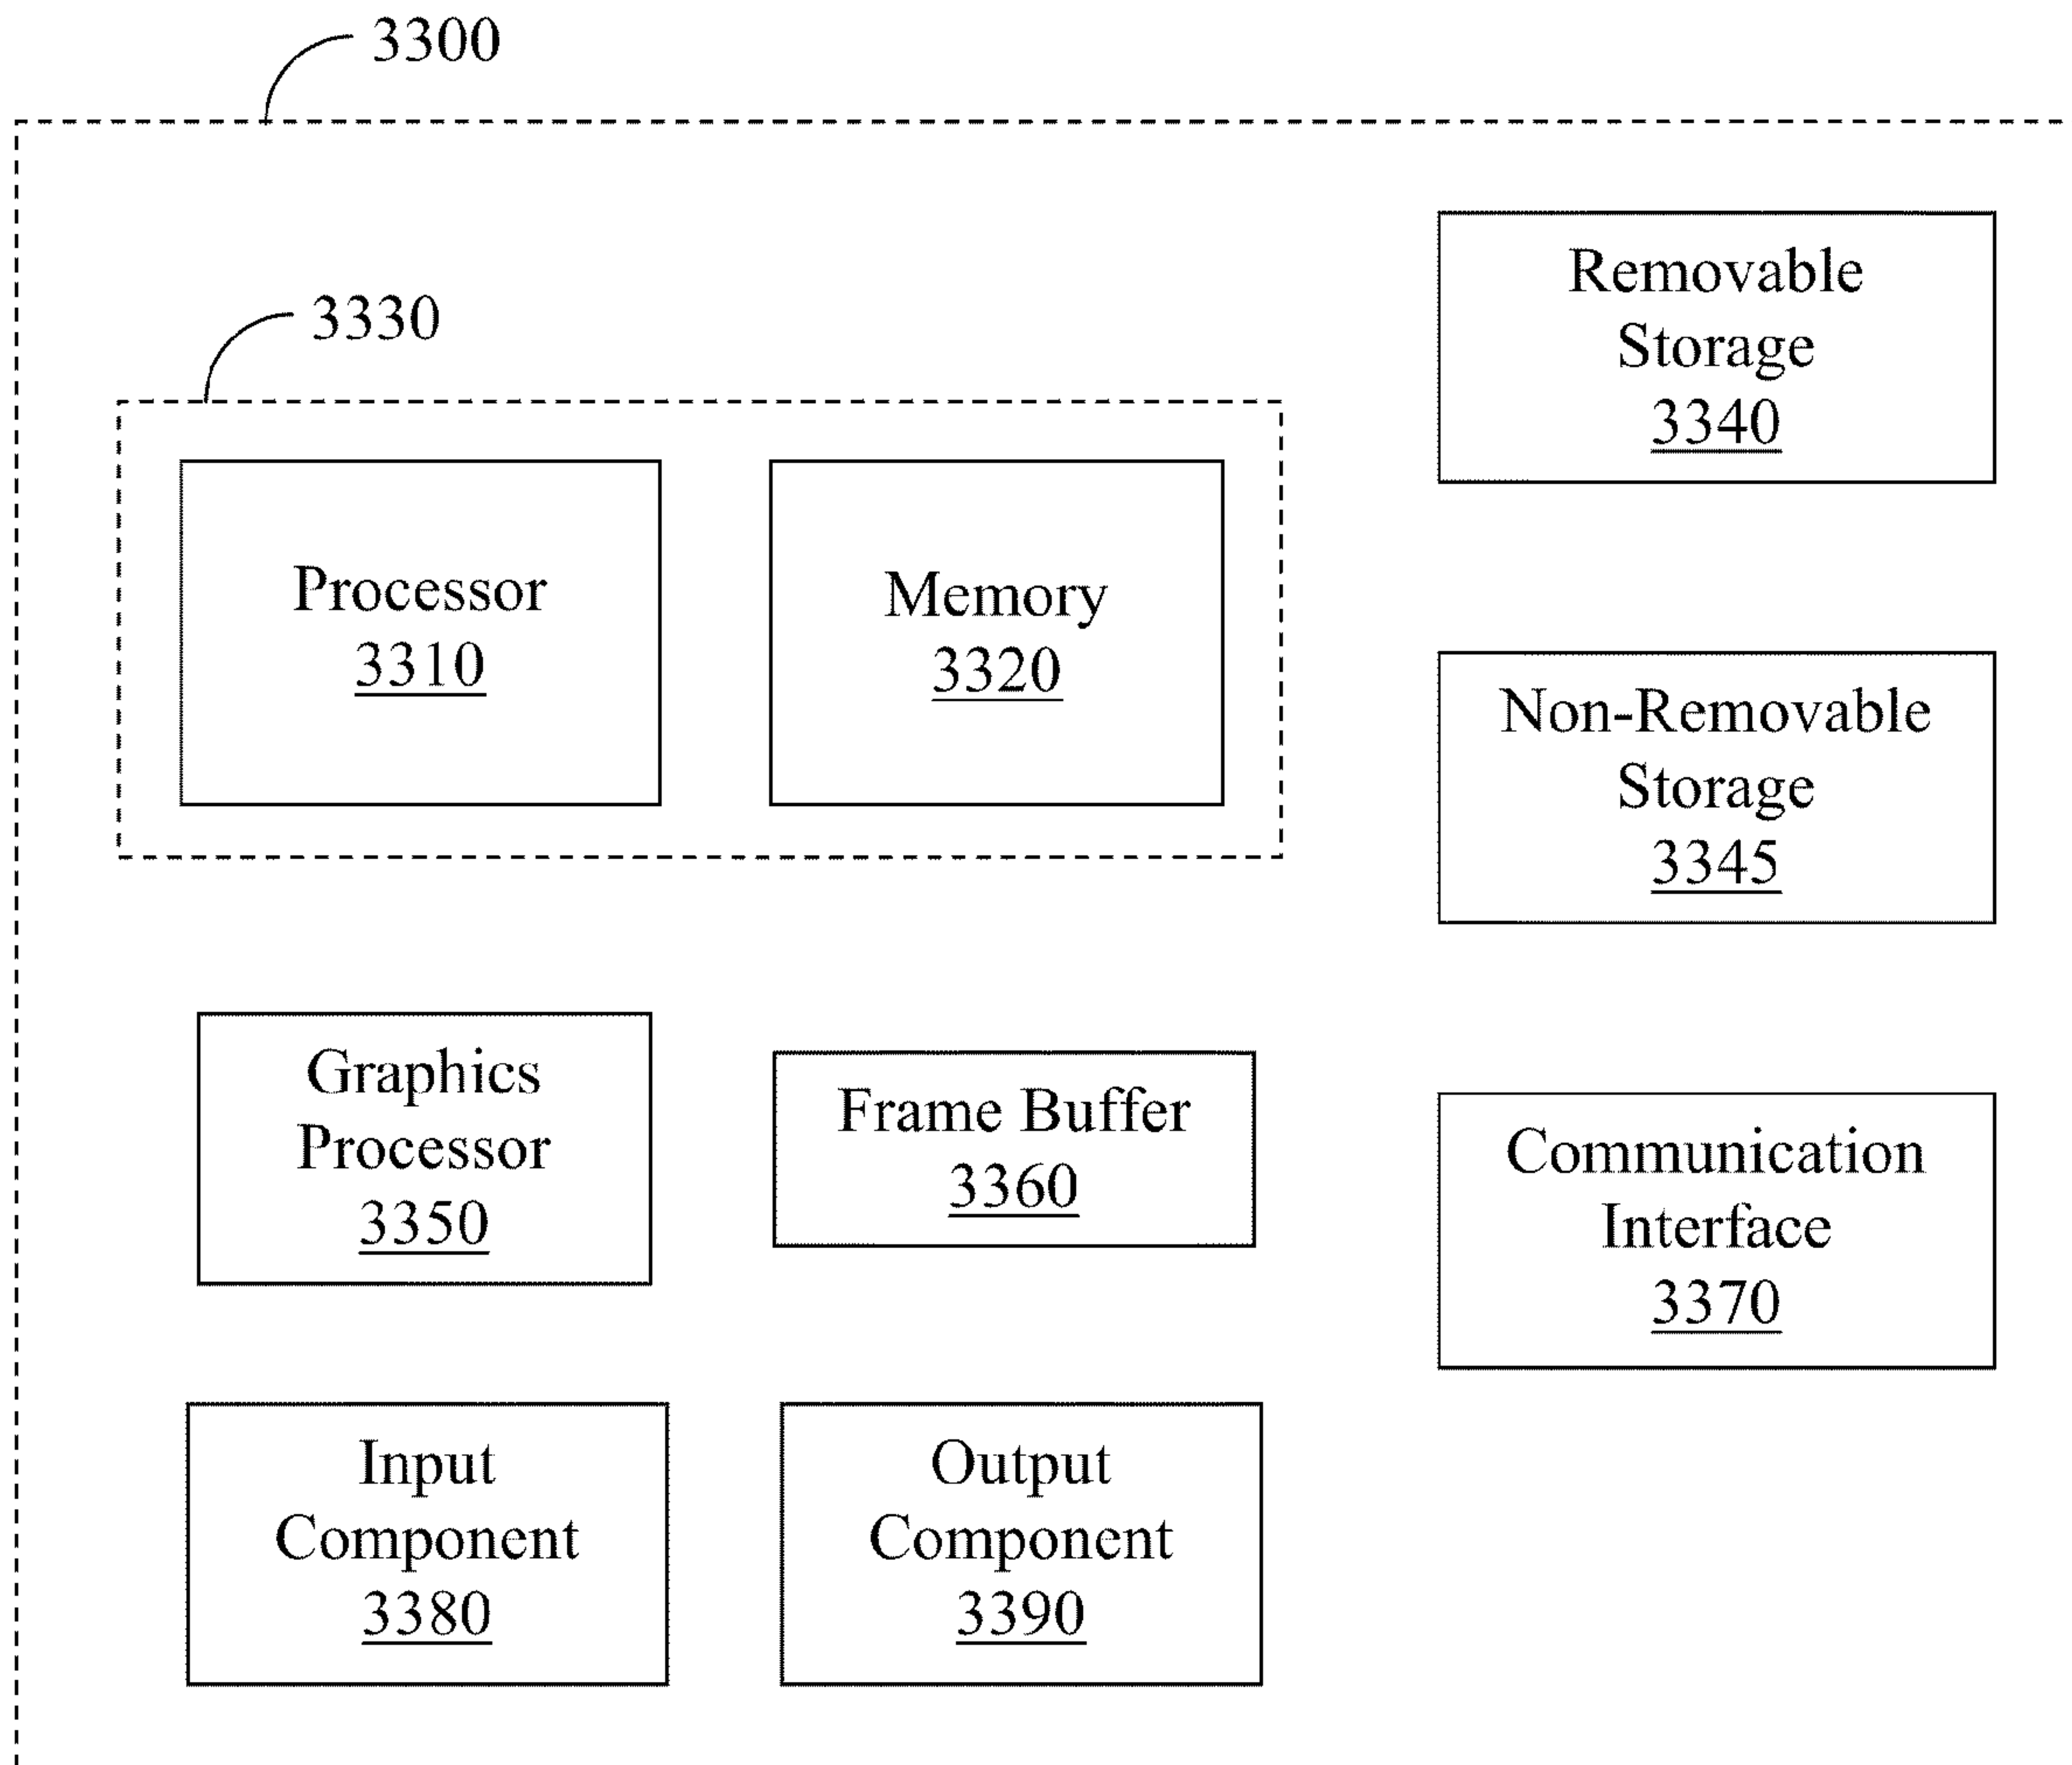 3300
3330
Processor
3310
Memory
3320
Removable
Storage
3340
Non-Removable
Storage
3345
Graphics
Processor
3350
Frame Buffer
3360
Communication
Interface
3370
Input
Component
3380
Output
Component
3390